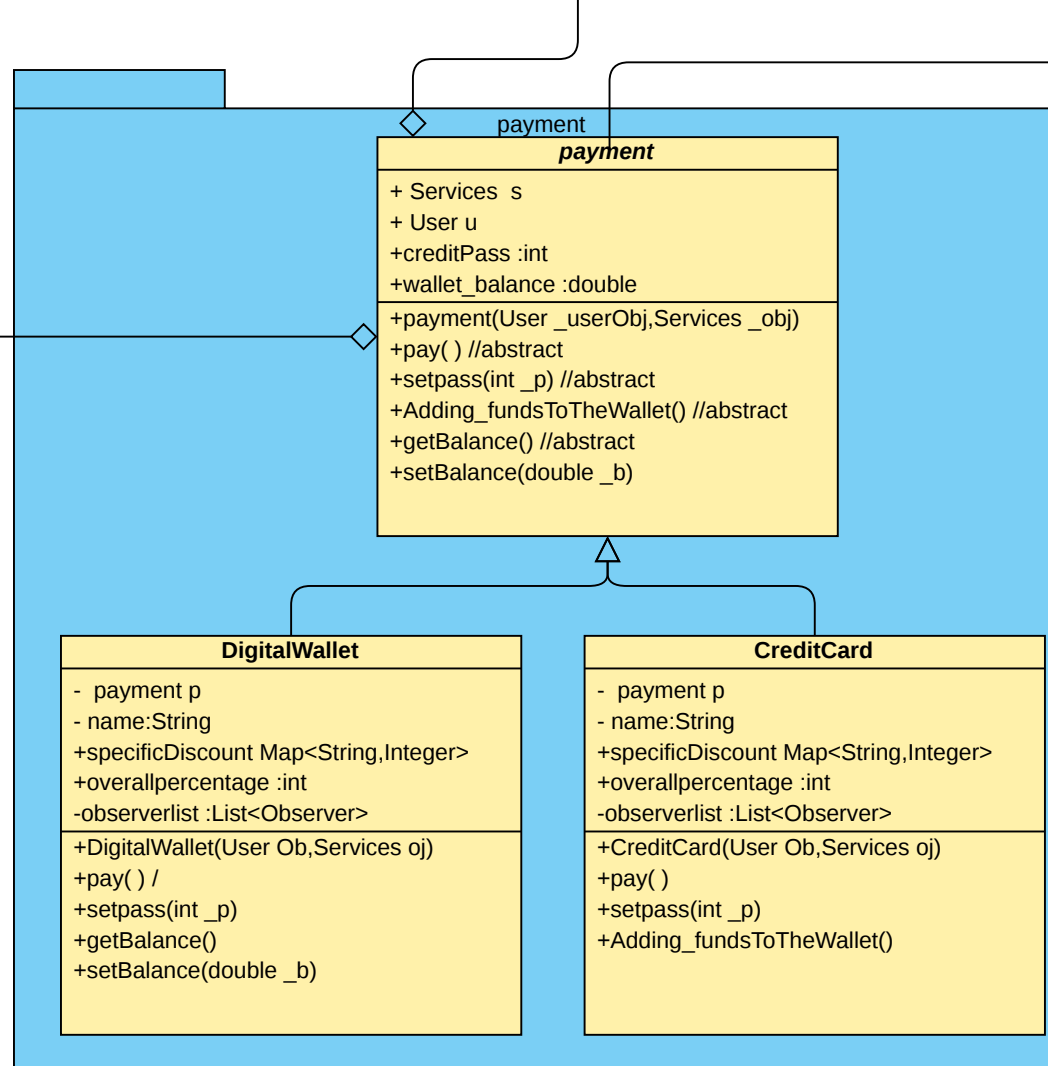 payment
payment
+ Services  s
+ User u
+creditPass :int
+wallet_balance :double
+payment(User _userObj,Services _obj)
+pay( ) //abstract
+setpass(int _p) //abstract
+Adding_fundsToTheWallet() //abstract
+getBalance() //abstract
+setBalance(double _b)
DigitalWallet
-  payment p
- name:String
+specificDiscount Map<String,Integer>
+overallpercentage :int
-observerlist :List<Observer>
+DigitalWallet(User Ob,Services oj)
+pay( ) /
+setpass(int _p)
+getBalance()
+setBalance(double _b)
CreditCard
-  payment p
- name:String
+specificDiscount Map<String,Integer>
+overallpercentage :int
-observerlist :List<Observer>
+CreditCard(User Ob,Services oj)
+pay( )
+setpass(int _p)
+Adding_fundsToTheWallet()